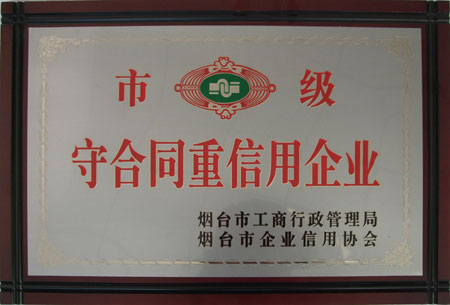 市级
守合同重信用企业
烟台市工商行政管理局
烟台市企业信用协会